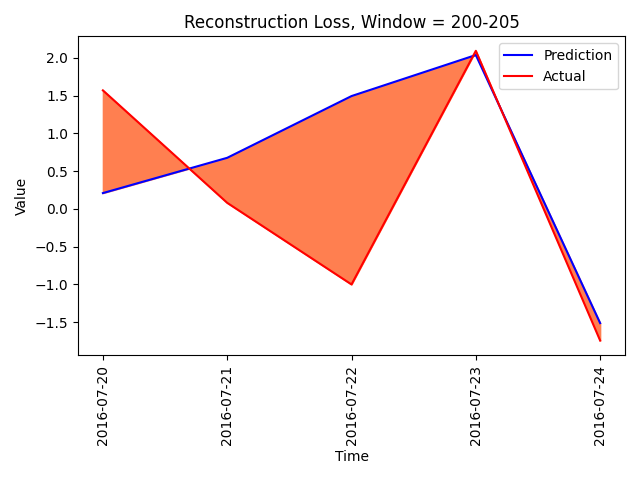 Reconstruction Loss, Window = 200-205
Prediction
Actual
Value
2.0
1.5
1.0
0.5
0.0
−0.5
−1.0
−1.5
2016-07-20
2016-07-21
2016-07-22
2016-07-23
2016-07-24
Time